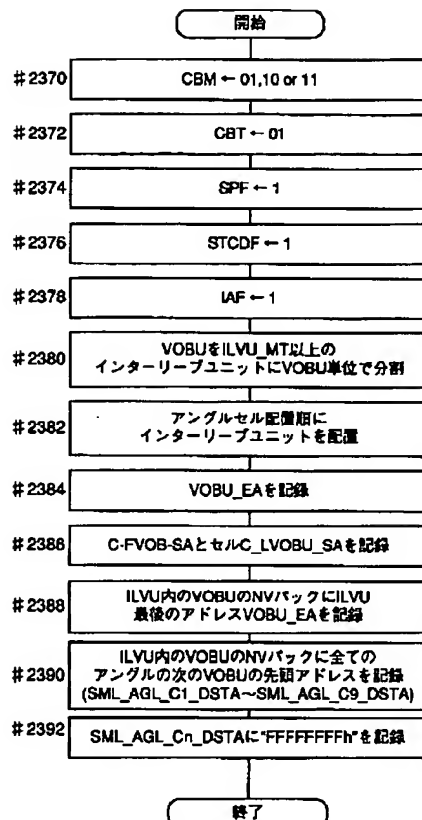 開始
#2370 CBM ← 01,10 or 11
#2372 CBT ← 01
#2374 SPF ← 1
#2376 STCDF ← 1
#2378 IAF ← 1
#2380 VOBUをILVU_MT以上の
インターリーブユニットにVOBU単位で分割
#2382 アングルセル配置順に
インターリーブユニットを配置
#2384 VOBU_EAを記録
#2386 C-FVOB-SAとセルC_LVOBU_SAを記録
#2388 ILVU内のVOBUのNVパックにILVU
最後のアドレスVOBU_EAを記録
#2390 ILVU内のVOBUのNVパックに全ての
アングルの次のVOBUの先頭アドレスを記録
(SML_AGL_C1_DSTA～SML_AGL_C9_DSTA)
#2392 SML_AGL_Cn_DSTAに"FFFFFFFFh"を記録
終了